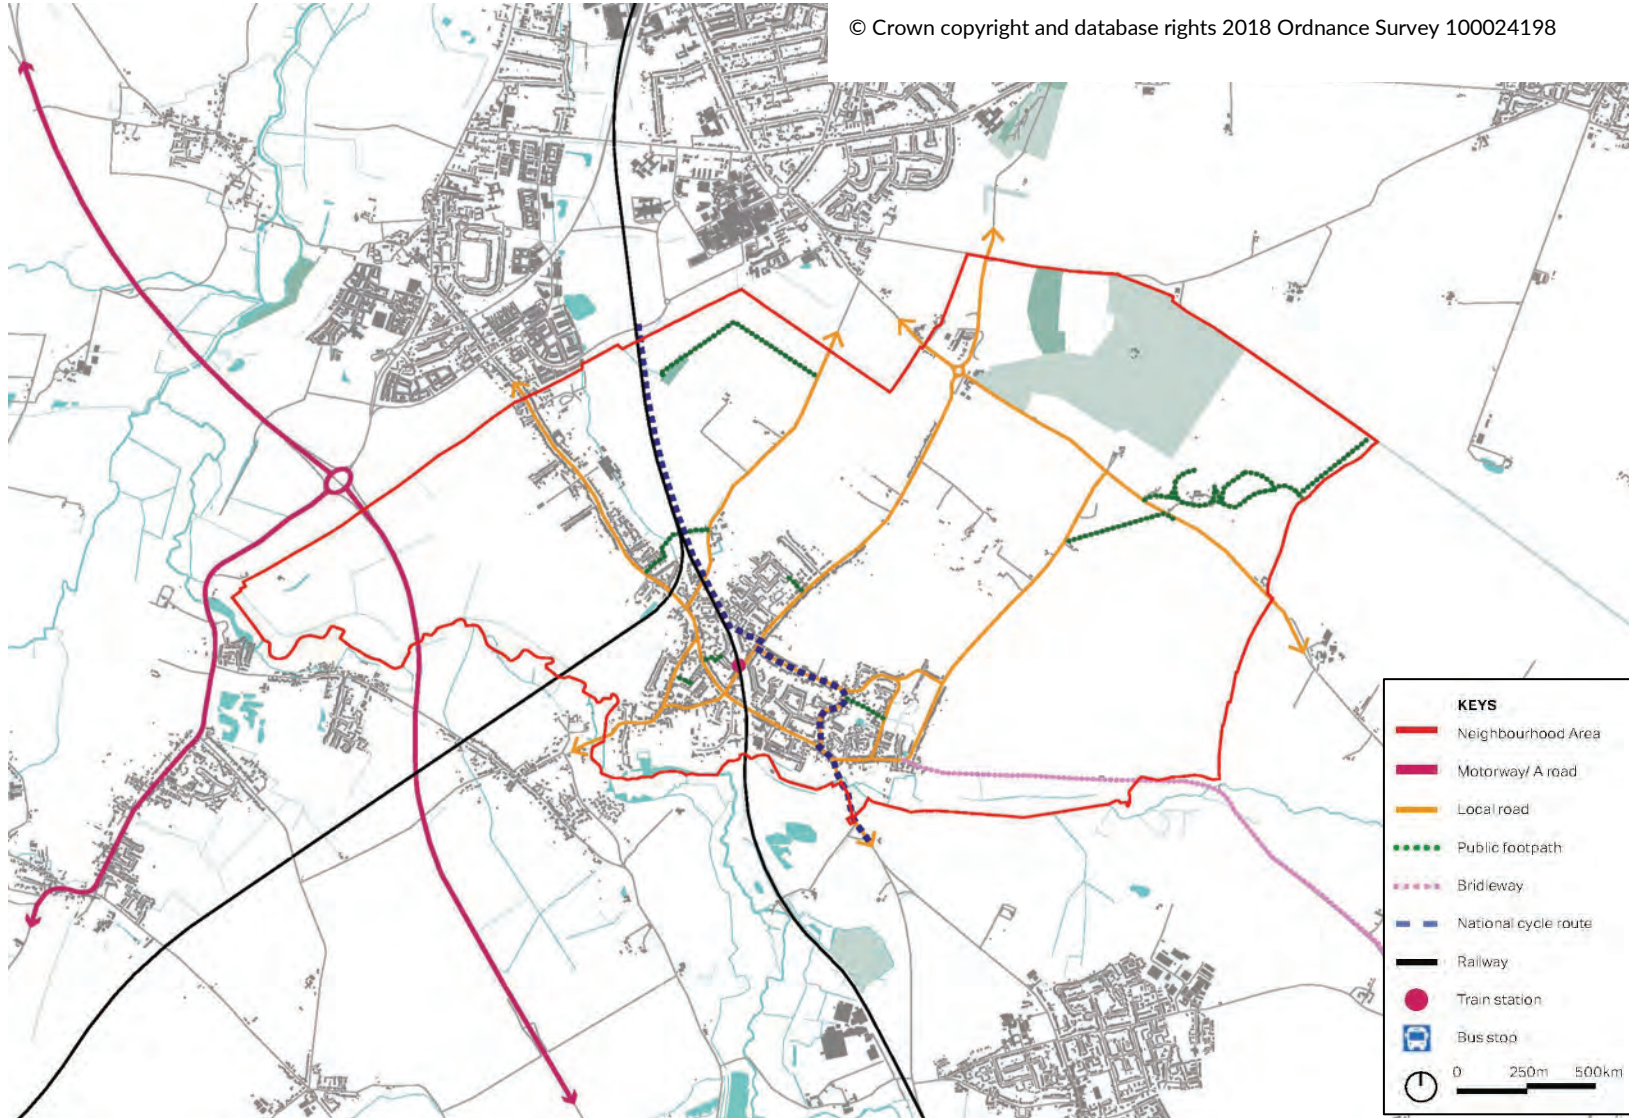 © Crown copyright and database rights 2018 Ordnance Survey 100024198
KEYS
Neighbourhood Area
Motorway/ A road
Local road
Public footpath
Bridleway
National cycle route
Railway
Train station
Bus stop
0 250m 500km